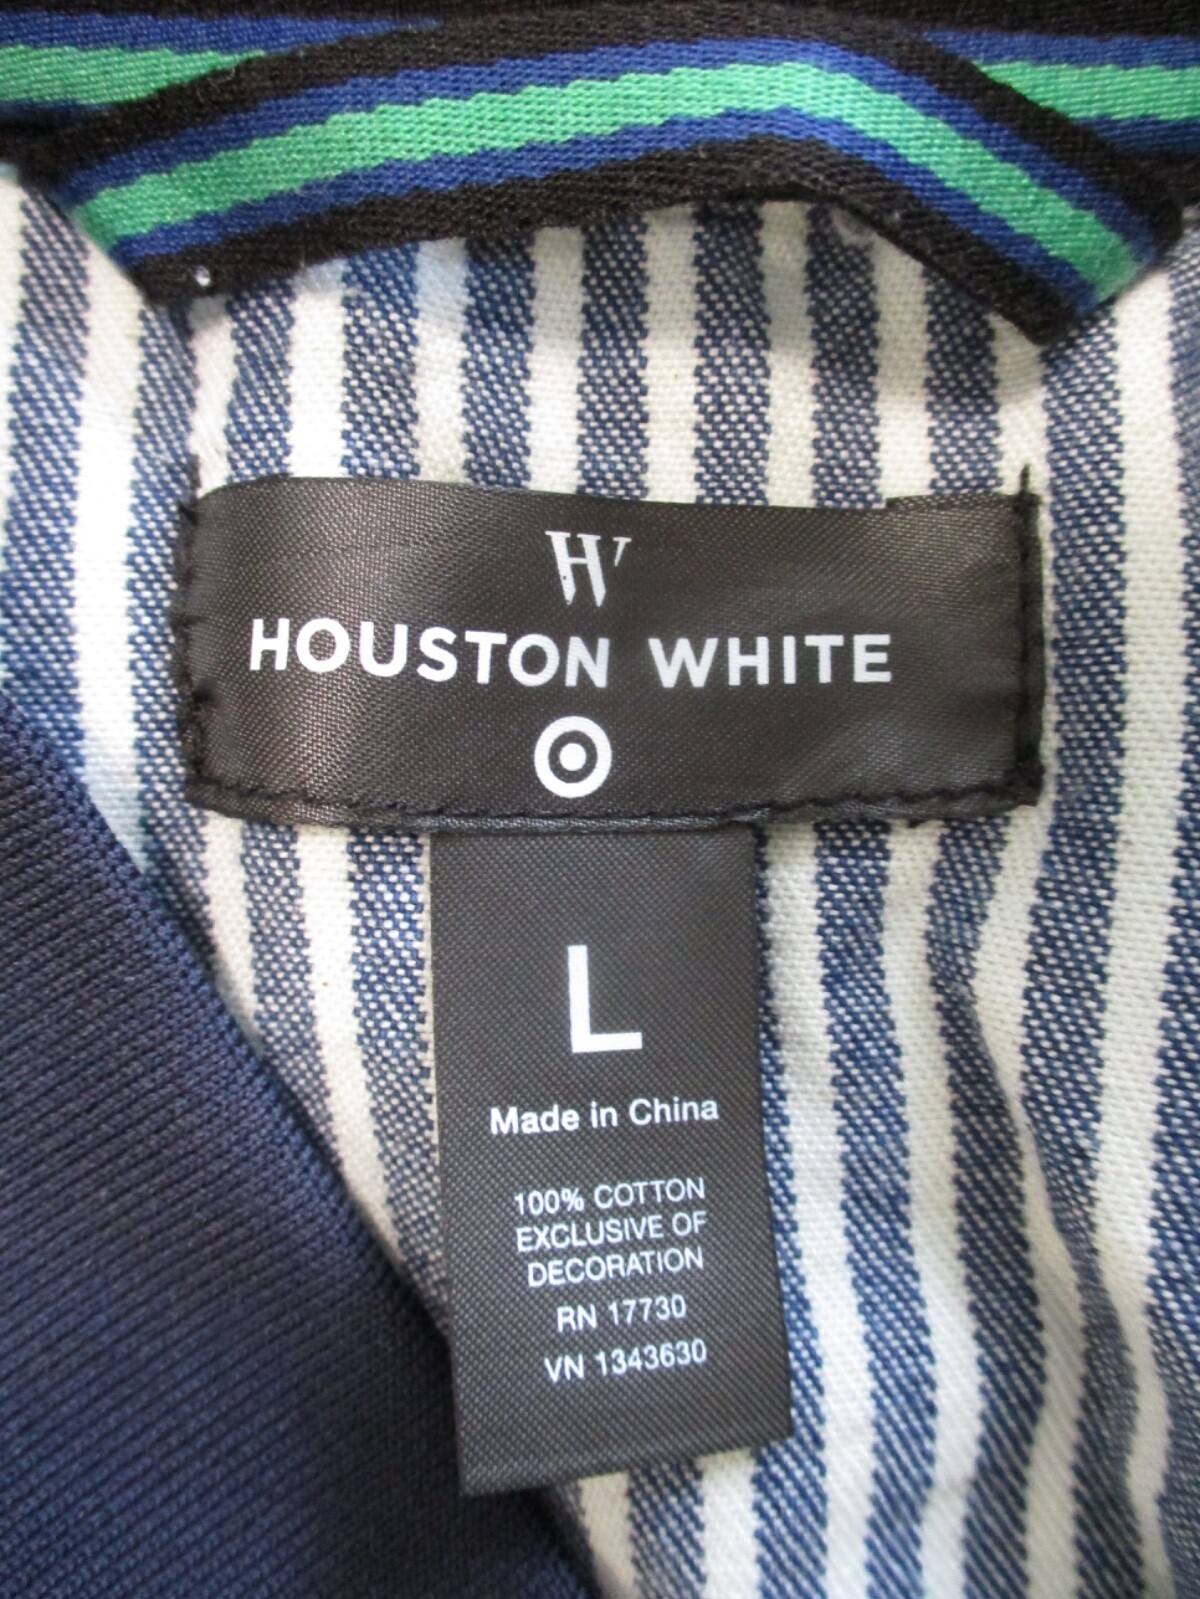 HW
HOUSTON WHITE
L
Made in China
100% COTTON
EXCLUSIVE OF
DECORATION
RN 17730
VN 1343630